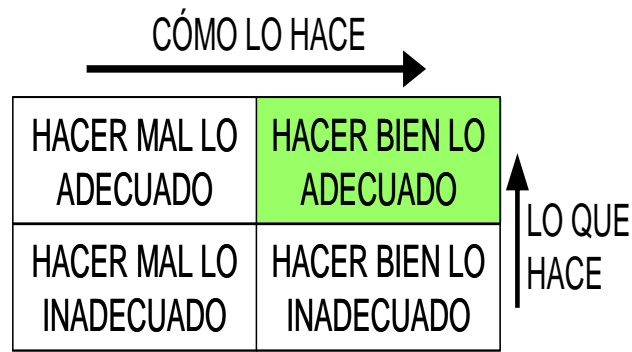 CÓMO LO HACE
HACER MAL LO
ADECUADO
HACER BIEN LO
ADECUADO
HACER MAL LO
INADECUADO
HACER BIEN LO
INADECUADO
LO QUE
HACE